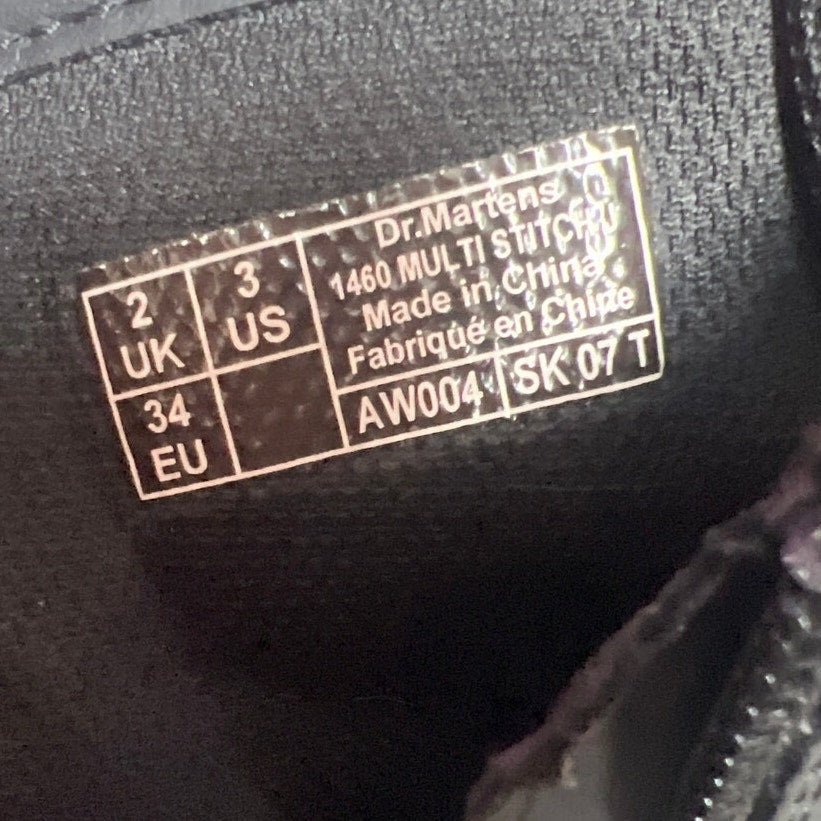 2
UK
3
US
34
EU
Dr.Martens
1460 MULTI STITCH J
Made in China
Fabriqué en Chine
AW004
SK 07 T